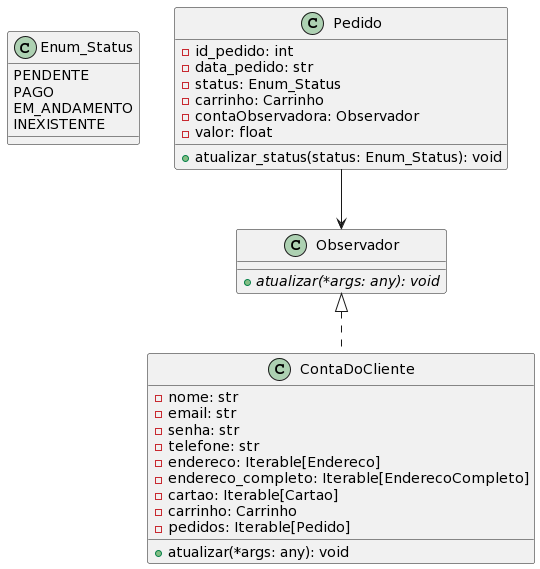 C Enum_Status
PENDENTE
PAGO
EM_ANDAMENTO
INEXISTENTE
C Pedido
id_pedido: int
data_pedido: str
status: Enum_Status
carrinho: Carrinho
contaObservadora: Observador
valor: float
atualizar_status(status: Enum_Status): void
C Observador
atualizar(*args: any): void
C ContaDoCliente
nome: str
email: str
senha: str
telefone: str
endereco: Iterable[Endereco]
endereco_completo: Iterable[EnderecoCompleto]
cartao: Iterable[Cartao]
carrinho: Carrinho
pedidos: Iterable[Pedido]
atualizar(*args: any): void